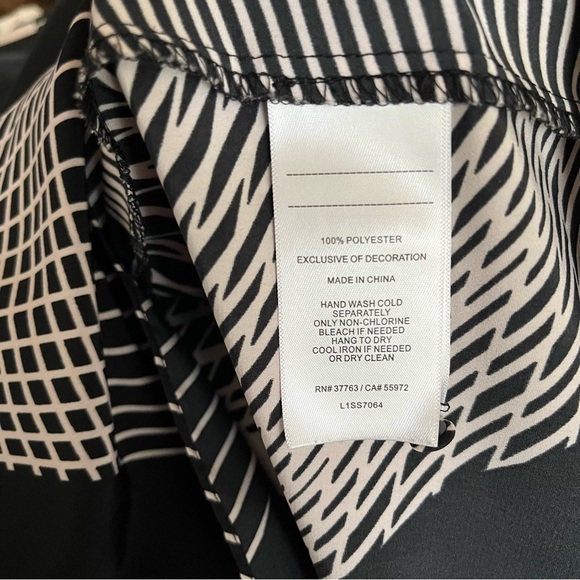 100% POLYESTER
EXCLUSIVE OF DECORATION
MADE IN CHINA
HAND WASH COLD
SEPARATELY
ONLY NON-CHLORINE
BLEACH IF NEEDED
HANG TO DRY
COOL IRON IF NEEDED
OR DRY CLEAN
RN# 37763 / CA# 55972
L1SS7064